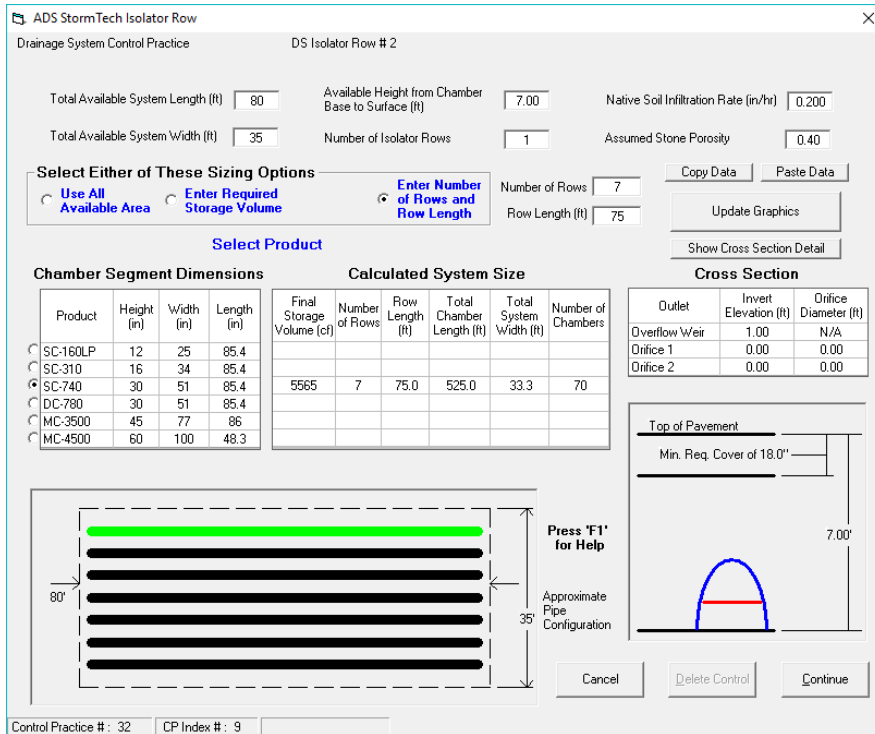 ADS StormTech Isolator Row
Drainage System Control Practice DS Isolator Row # 2
Total Available System Length (ft) 80
Available Height from Chamber
Base to Surface (ft) 7.00
Native Soil Infiltration Rate (in/hr) 0.200
Total Available System Width (ft) 35
Number of Isolator Rows 1
Assumed Stone Porosity 0.40
Select Either of These Sizing Options
Use All
Available Area
Enter Required
Storage Volume
Enter Number
of Rows and
Row Length
Number of Rows 7
Row Length (ft) 75
Copy Data Paste Data
Update Graphics
Show Cross Section Detail
Select Product
Chamber Segment Dimensions
Product Height (in) Width (in) Length (in)
SC-160LP 12 25 85.4
SC-310 16 34 85.4
SC-740 30 51 85.4
DC-780 30 51 85.4
MC-3500 45 77 86
MC-4500 60 100 48.3
Calculated System Size
Final Storage Volume (cf) Number of Rows Row Length (ft) Total Chamber Length (ft) Total System Width (ft) Number of Chambers
5565 7 75.0 525.0 33.3 70
Cross Section
Outlet Invert Elevation (ft) Orifice Diameter (ft)
Overflow Weir 1.00 N/A
Orifice 1 0.00 0.00
Orifice 2 0.00 0.00
Top of Pavement
Min. Req. Cover of 18.0"
7.00'
80'
35'
Press 'F1'
for Help
Approximate
Pipe
Configuration
Cancel Delete Control Continue
Control Practice # : 32 CP Index # : 9